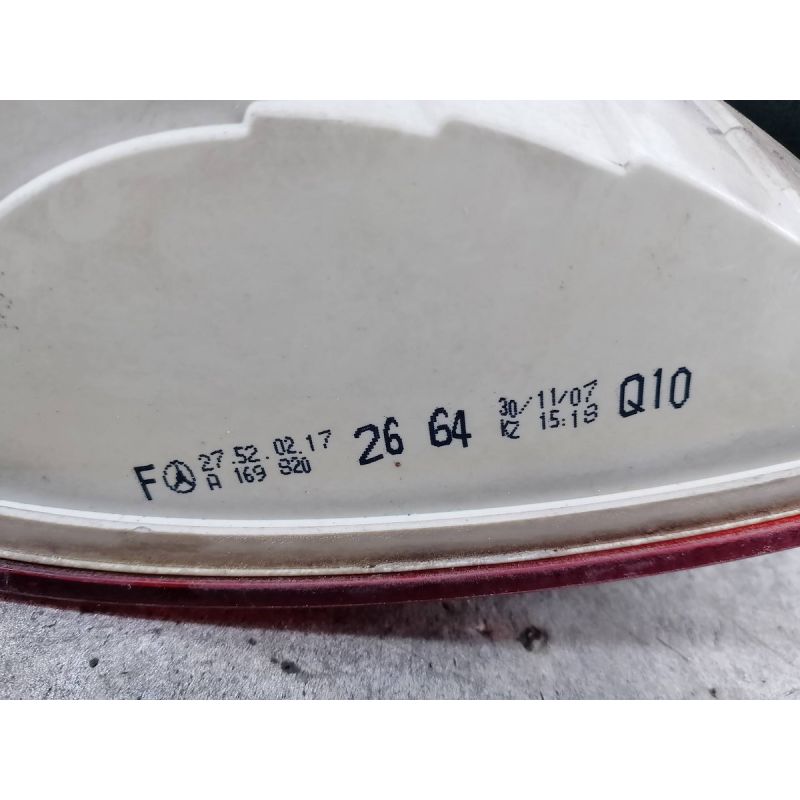 F 27.52.02.17 26 64 30/11/07 Q10
A 169 820 KZ 15:18